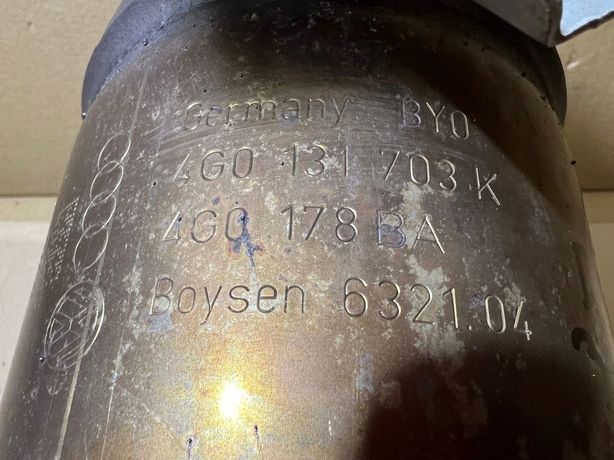 Germany BYO
4G0 131 703 K
4G0 178 BA
Boysen 6321.04